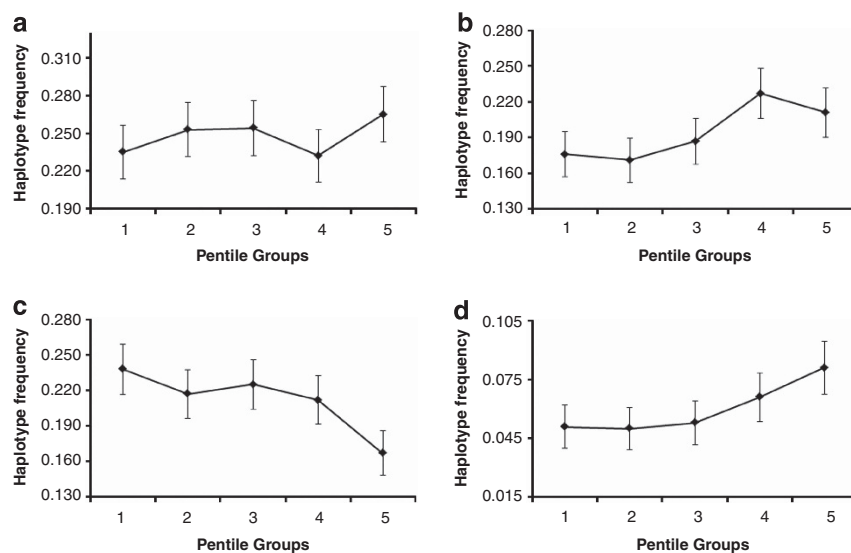 a
Haplotype frequency
0.310
0.280
0.250
0.220
0.190
1 2 3 4 5
Pentile Groups
b
Haplotype frequency
0.280
0.250
0.220
0.190
0.160
0.130
1 2 3 4 5
Pentile Groups
c
Haplotype frequency
0.280
0.250
0.220
0.190
0.160
0.130
1 2 3 4 5
Pentile Groups
d
Haplotype frequency
0.105
0.075
0.045
0.015
1 2 3 4 5
Pentile Groups